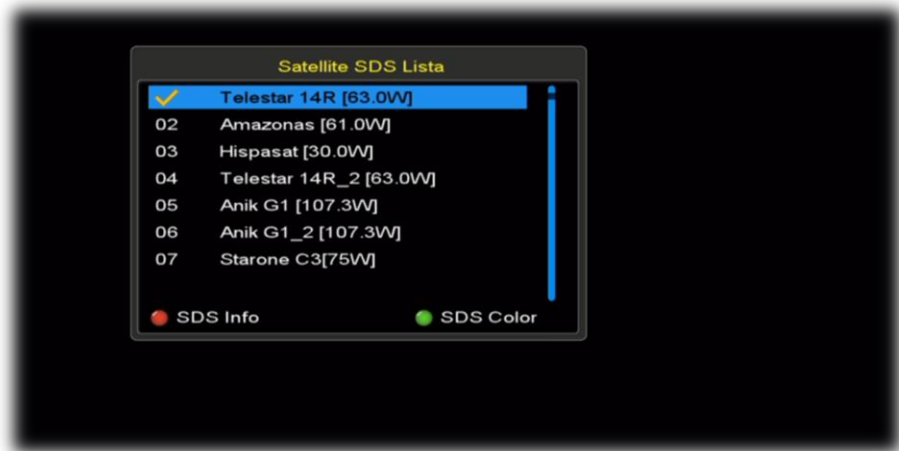 Satellite SDS Lista
Telestar 14R [63.0W]
02 Amazonas [61.0W]
03 Hispasat [30.0W]
04 Telestar 14R_2 [63.0W]
05 Anik G1 [107.3W]
06 Anik G1_2 [107.3W]
07 Starone C3[75W]
SDS Info SDS Color